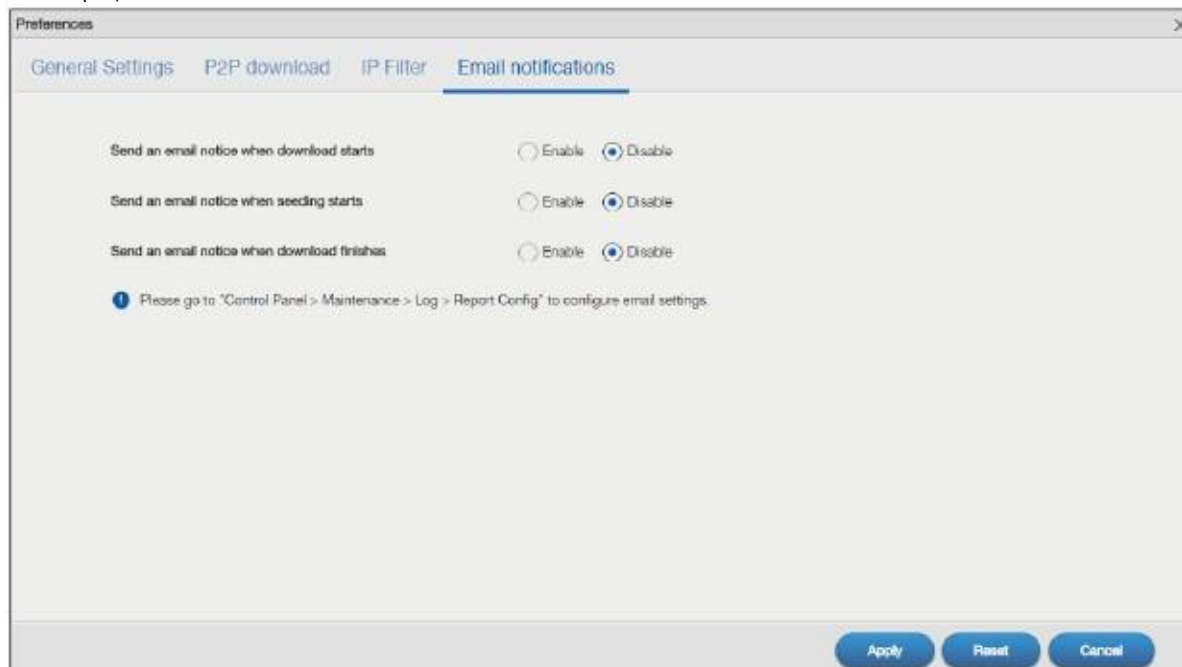 Preferences
General Settings P2P download IP Filter Email notifications
Send an email notice when download starts Enable Disable
Send an email notice when seeding starts Enable Disable
Send an email notice when download finishes Enable Disable
Please go to "Control Panel > Maintenance > Log > Report Config" to configure email settings.
Apply Reset Cancel